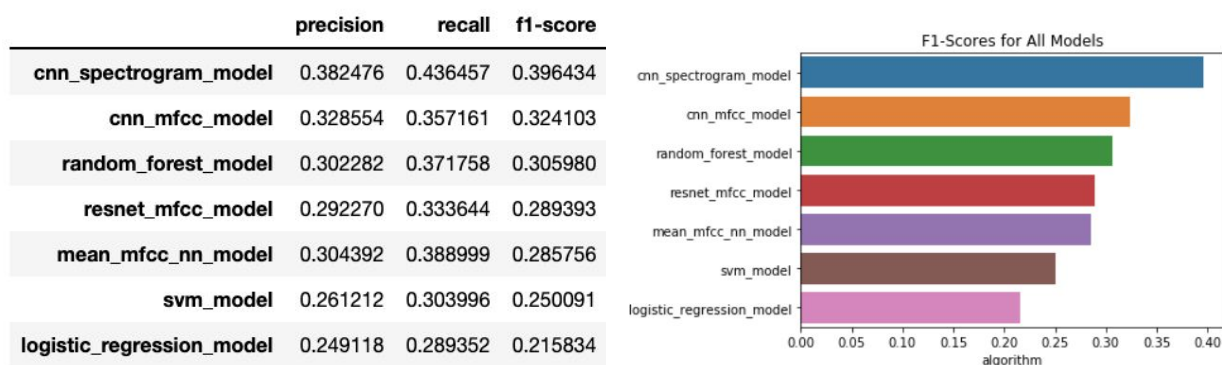 precision recall f1-score
cnn_spectrogram_model 0.382476 0.436457 0.396434
cnn_mfcc_model 0.328554 0.357161 0.324103
random_forest_model 0.302282 0.371758 0.305980
resnet_mfcc_model 0.292270 0.333644 0.289393
mean_mfcc_nn_model 0.304392 0.388999 0.285756
svm_model 0.261212 0.303996 0.250091
logistic_regression_model 0.249118 0.289352 0.215834
F1-Scores for All Models
cnn_spectrogram_model
cnn_mfcc_model
random_forest_model
resnet_mfcc_model
mean_mfcc_nn_model
svm_model
logistic_regression_model
0.00 0.05 0.10 0.15 0.20 0.25 0.30 0.35 0.40
algorithm